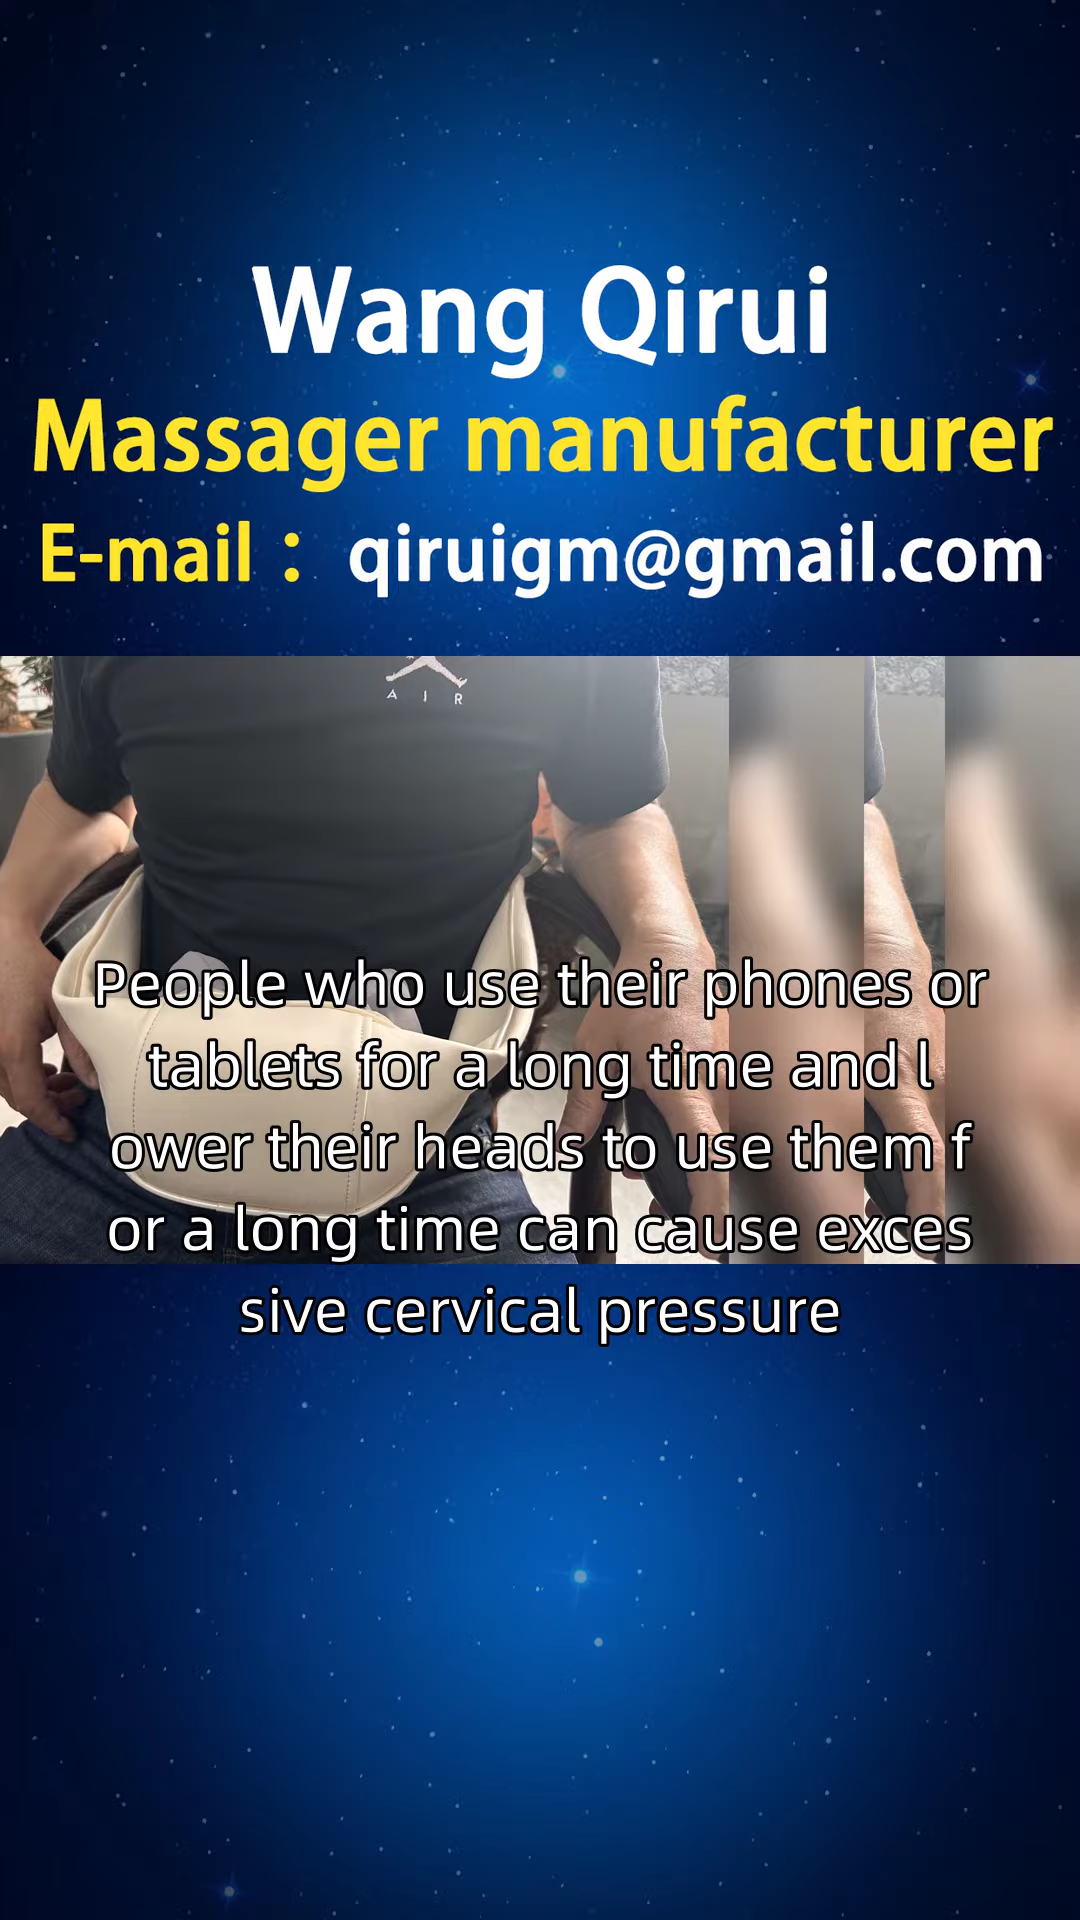 Wang Qirui
Massager manufacturer
E-mail： qiruigm@gmail.com
AIR
People who use their phones or
tablets for a long time and l
ower their heads to use them f
or a long time can cause exces
sive cervical pressure